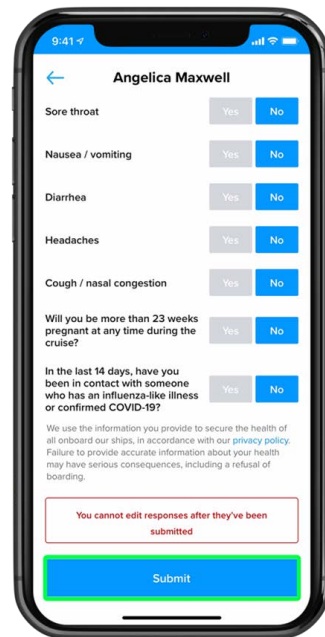 9:41
Angelica Maxwell
Sore throat
Yes
No
Nausea / vomiting
Yes
No
Diarrhea
Yes
No
Headaches
Yes
No
Cough / nasal congestion
Yes
No
Will you be more than 23 weeks
pregnant at any time during the
cruise?
Yes
No
In the last 14 days, have you
been in contact with someone
who has an influenza-like illness
or confirmed COVID-19?
Yes
No
We use the information you provide to secure the health of
all onboard our ships, in accordance with our privacy policy.
Failure to provide accurate information about your health
may have serious consequences, including a refusal of
boarding.
You cannot edit responses after they've been
submitted
Submit